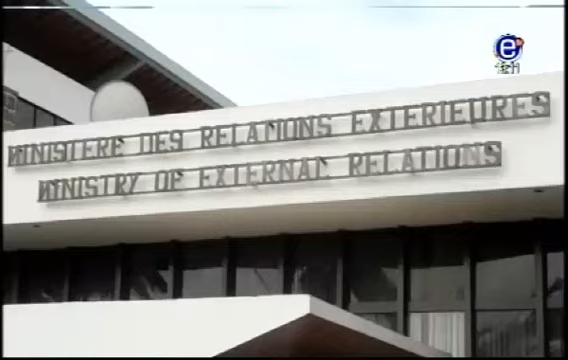 MINISTERE DES RELATIONS EXTERIEURES
MINISTRY OF EXTERNAL RELATIONS
e